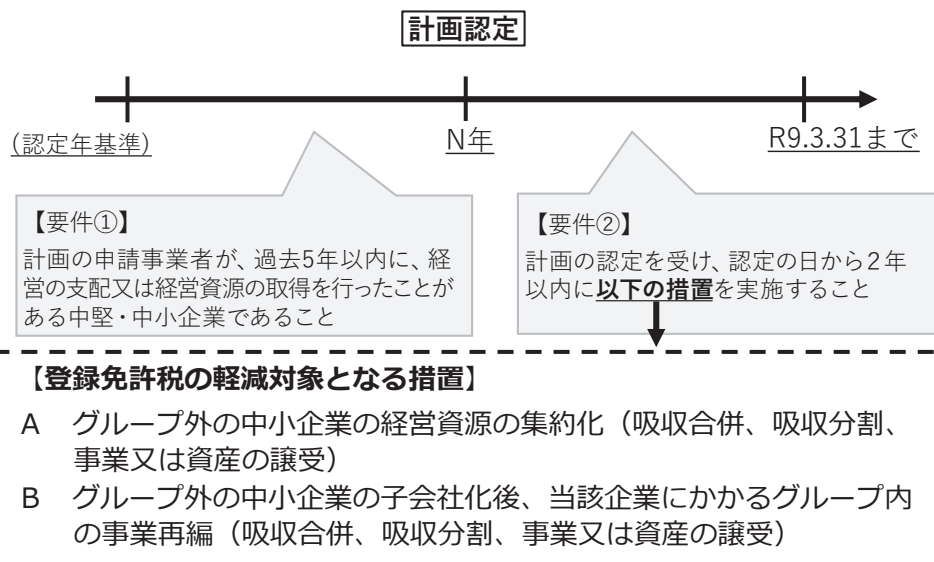 計画認定
(認定年基準)
N年
R9.3.31まで
【要件①】
計画の申請事業者が、過去5年以内に、経
営の支配又は経営資源の取得を行ったことが
ある中堅・中小企業であること
【要件②】
計画の認定を受け、認定の日から2年
以内に以下の措置を実施すること
【登録免許税の軽減対象となる措置】
A グループ外の中小企業の経営資源の集約化（吸収合併、吸収分割、
事業又は資産の譲受）
B グループ外の中小企業の子会社化後、当該企業にかかるグループ内
の事業再編（吸収合併、吸収分割、事業又は資産の譲受）